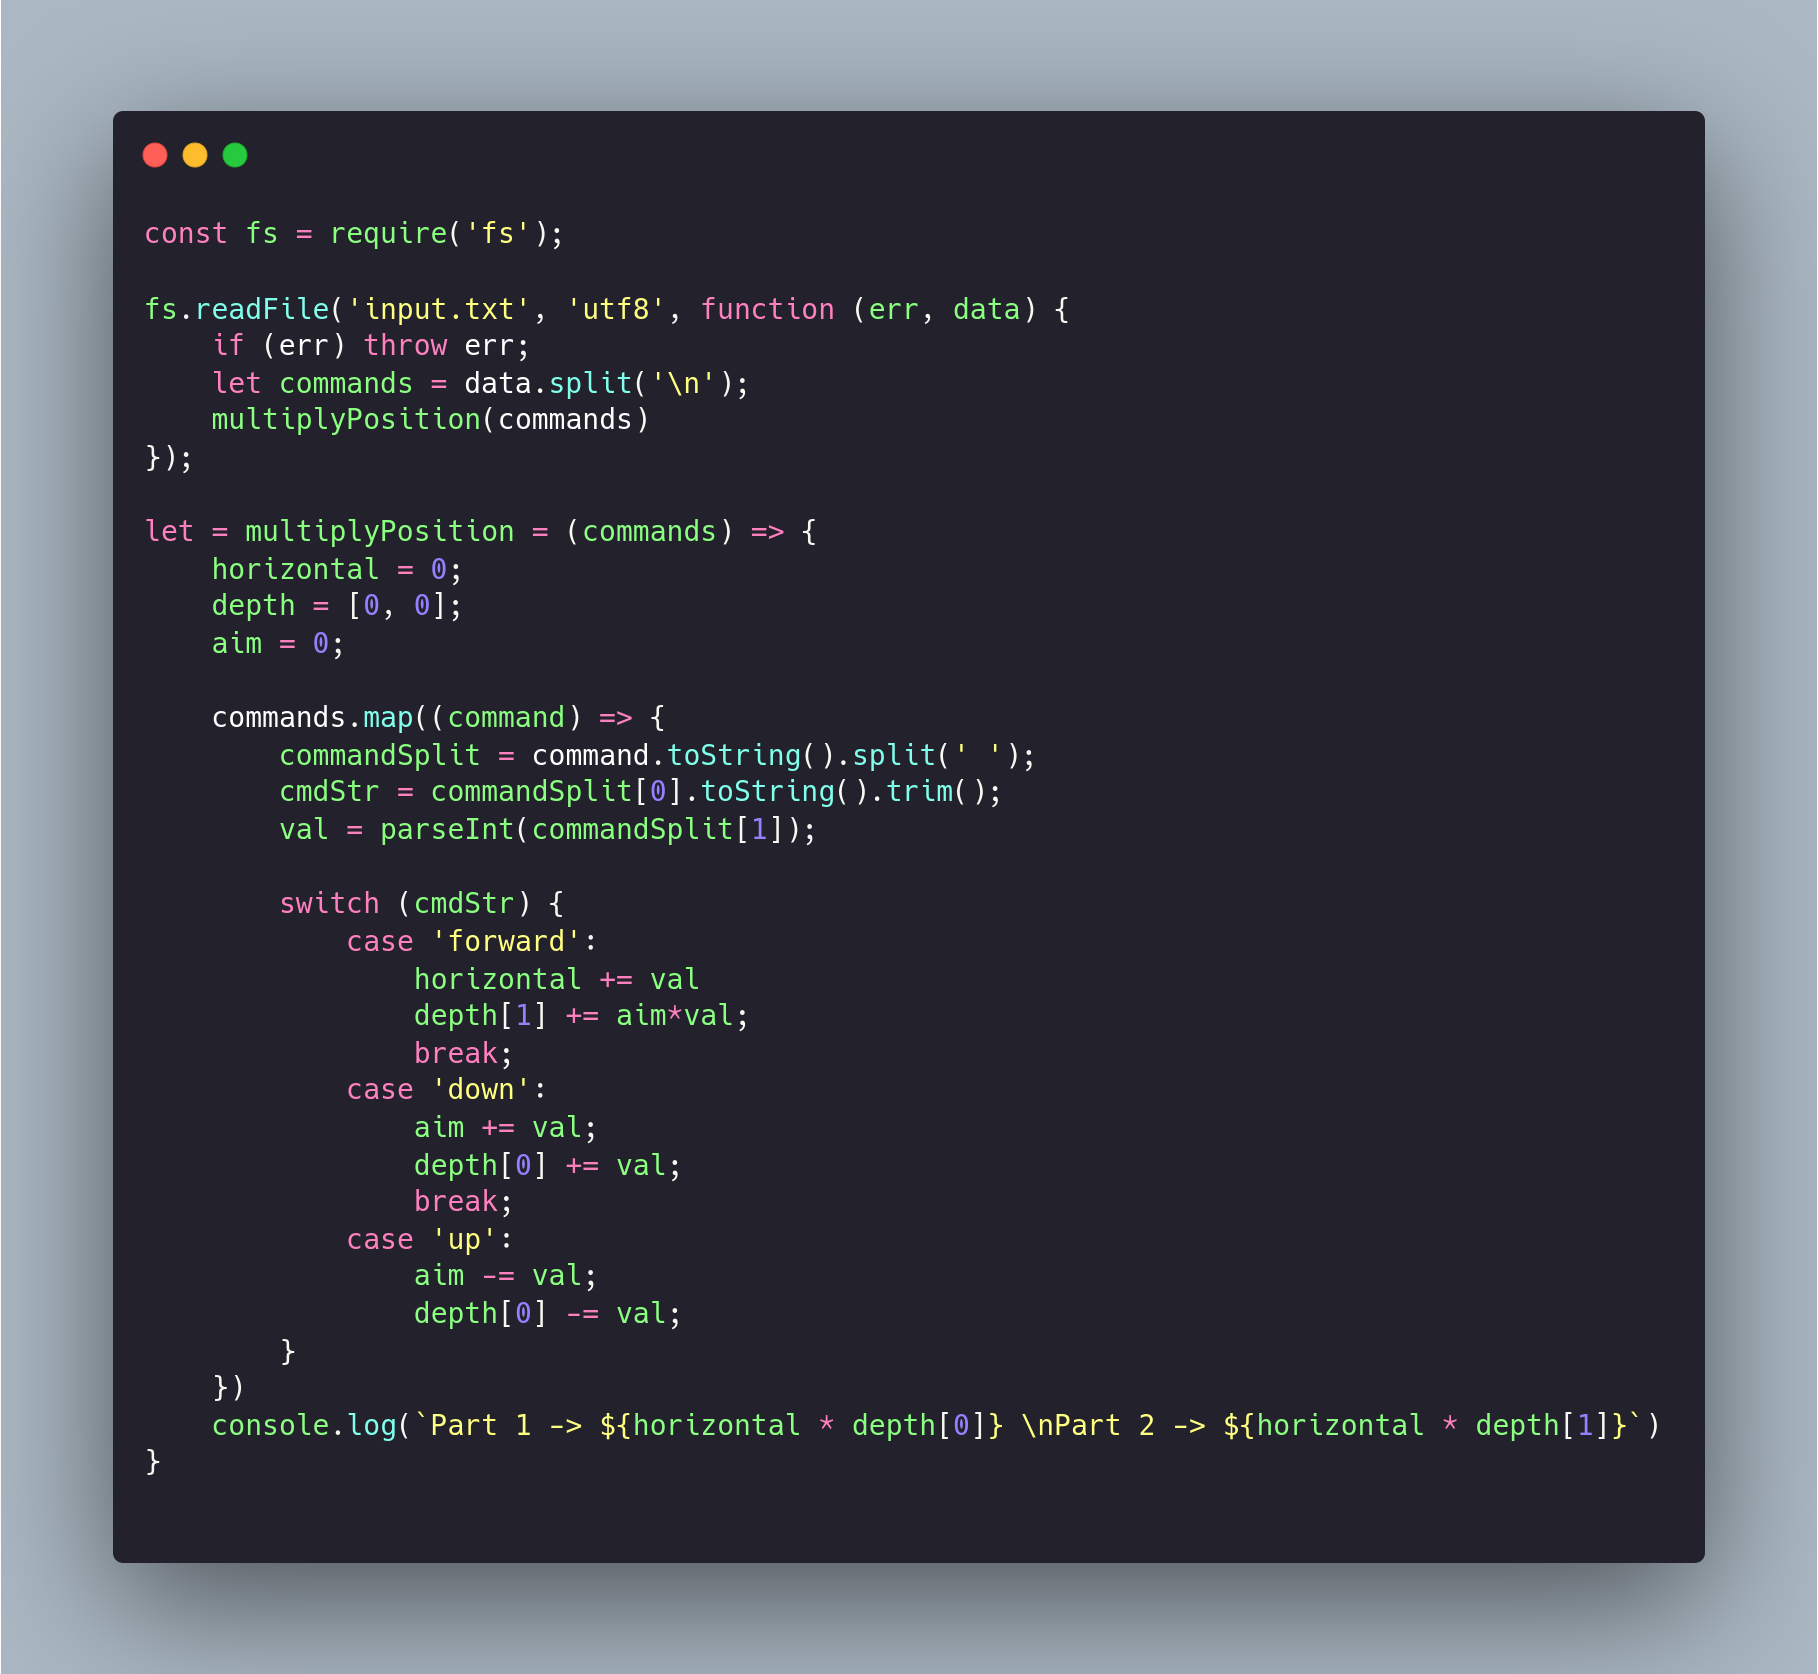 const fs = require('fs');

fs.readFile('input.txt', 'utf8', function (err, data) {
    if (err) throw err;
    let commands = data.split('\n');
    multiplyPosition(commands)
});

let = multiplyPosition = (commands) => {
    horizontal = 0;
    depth = [0, 0];
    aim = 0;

    commands.map((command) => {
        commandSplit = command.toString().split(' ');
        cmdStr = commandSplit[0].toString().trim();
        val = parseInt(commandSplit[1]);

        switch (cmdStr) {
            case 'forward':
                horizontal += val
                depth[1] += aim*val;
                break;
            case 'down':
                aim += val;
                depth[0] += val;
                break;
            case 'up':
                aim -= val;
                depth[0] -= val;
        }
    })
    console.log(`Part 1 -> ${horizontal * depth[0]} \nPart 2 -> ${horizontal * depth[1]}`)
}